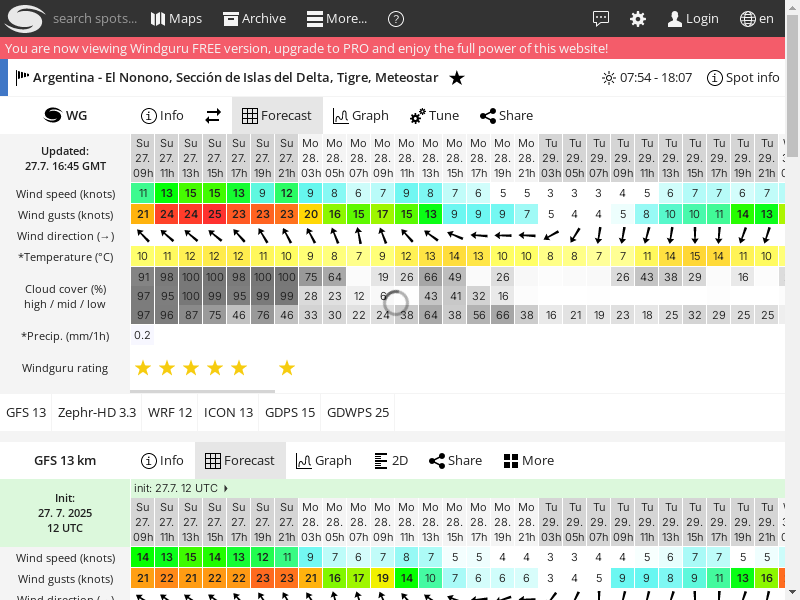 search spots... Maps Archive More... ? Login en
You are now viewing Windguru FREE version, upgrade to PRO and enjoy the full power of this website!
Argentina - El Nonono, Sección de Islas del Delta, Tigre, Meteostar 07:54 - 18:07 Spot info
WG Info Forecast Graph Tune Share
Updated:
27.7. 16:45 GMT
Su Su Su Su Su Su Su Mo Mo Mo Mo Mo Mo Mo Mo Mo Mo Tu Tu Tu Tu Tu Tu Tu Tu Tu Tu
27. 27. 27. 27. 27. 27. 27. 28. 28. 28. 28. 28. 28. 28. 28. 28. 28. 29. 29. 29. 29. 29. 29. 29. 29. 29. 29.
09h 11h 13h 15h 17h 19h 21h 03h 05h 07h 09h 11h 13h 15h 17h 19h 21h 03h 05h 07h 09h 11h 13h 15h 17h 19h 21h
Wind speed (knots) 11 13 15 15 13 9 12 9 8 6 7 9 8 7 6 5 5 3 3 3 4 5 6 7 7 6 7
Wind gusts (knots) 21 24 24 25 23 23 23 20 16 15 17 15 13 9 9 9 7 5 4 4 5 8 10 10 11 14 13
Wind direction (→)
*Temperature (°C) 10 11 12 12 12 11 10 9 8 7 9 12 13 14 13 10 10 8 8 7 7 11 14 15 14 11 10
Cloud cover (%)
high / mid / low
91 98 100 100 98 100 100 75 64 19 26 66 49 26 26 43 38 29 16
97 95 100 99 95 99 99 28 23 12 6 43 41 32 16
97 96 87 75 46 76 46 33 30 22 24 38 64 38 56 66 38 16 21 19 23 18 25 32 29 25 25
*Precip. (mm/1h) 0.2
Windguru rating
GFS 13 Zephr-HD 3.3 WRF 12 ICON 13 GDPS 15 GDWPS 25
GFS 13 km Info Forecast Graph 2D Share More
init: 27.7. 12 UTC
Init:
27. 7. 2025
12 UTC
Su Su Su Su Su Su Su Mo Mo Mo Mo Mo Mo Mo Mo Mo Mo Tu Tu Tu Tu Tu Tu Tu Tu Tu Tu
27. 27. 27. 27. 27. 27. 27. 28. 28. 28. 28. 28. 28. 28. 28. 28. 28. 29. 29. 29. 29. 29. 29. 29. 29. 29. 29.
09h 11h 13h 15h 17h 19h 21h 03h 05h 07h 09h 11h 13h 15h 17h 19h 21h 03h 05h 07h 09h 11h 13h 15h 17h 19h 21h
Wind speed (knots) 14 13 15 14 13 12 11 9 7 6 7 8 7 5 5 4 4 3 3 4 4 5 6 7 7 5 5
Wind gusts (knots) 21 22 21 22 22 23 23 21 16 17 19 14 10 7 6 6 6 3 4 5 9 9 8 9 11 13 16
Wind direction (→)